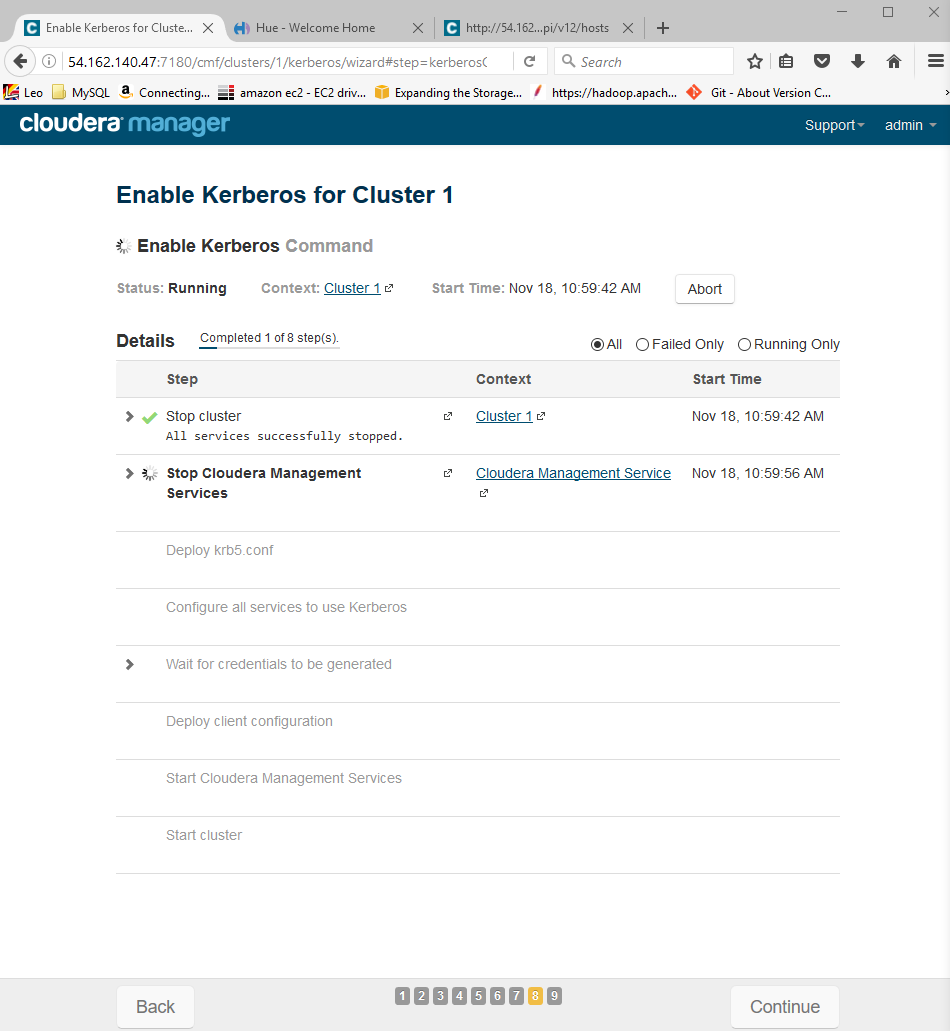 Enable Kerberos for Cluste...
Hue - Welcome Home
http://54.162...pi/v12/hosts
54.162.140.47:7180/cmf/clusters/1/kerberos/wizard#step=kerberosC
Search
Leo
MySQL
Connecting...
amazon ec2 - EC2 driv...
Expanding the Storage...
https://hadoop.apach...
Git - About Version C...
cloudera manager
Support
admin
Enable Kerberos for Cluster 1
Enable Kerberos Command
Status: Running
Context: Cluster 1
Start Time: Nov 18, 10:59:42 AM
Abort
Details
Completed 1 of 8 step(s).
All
Failed Only
Running Only
Step
Context
Start Time
Stop cluster
Cluster 1
Nov 18, 10:59:42 AM
All services successfully stopped.
Stop Cloudera Management
Services
Cloudera Management Service
Nov 18, 10:59:56 AM
Deploy krb5.conf
Configure all services to use Kerberos
Wait for credentials to be generated
Deploy client configuration
Start Cloudera Management Services
Start cluster
Back
1 2 3 4 5 6 7 8 9
Continue